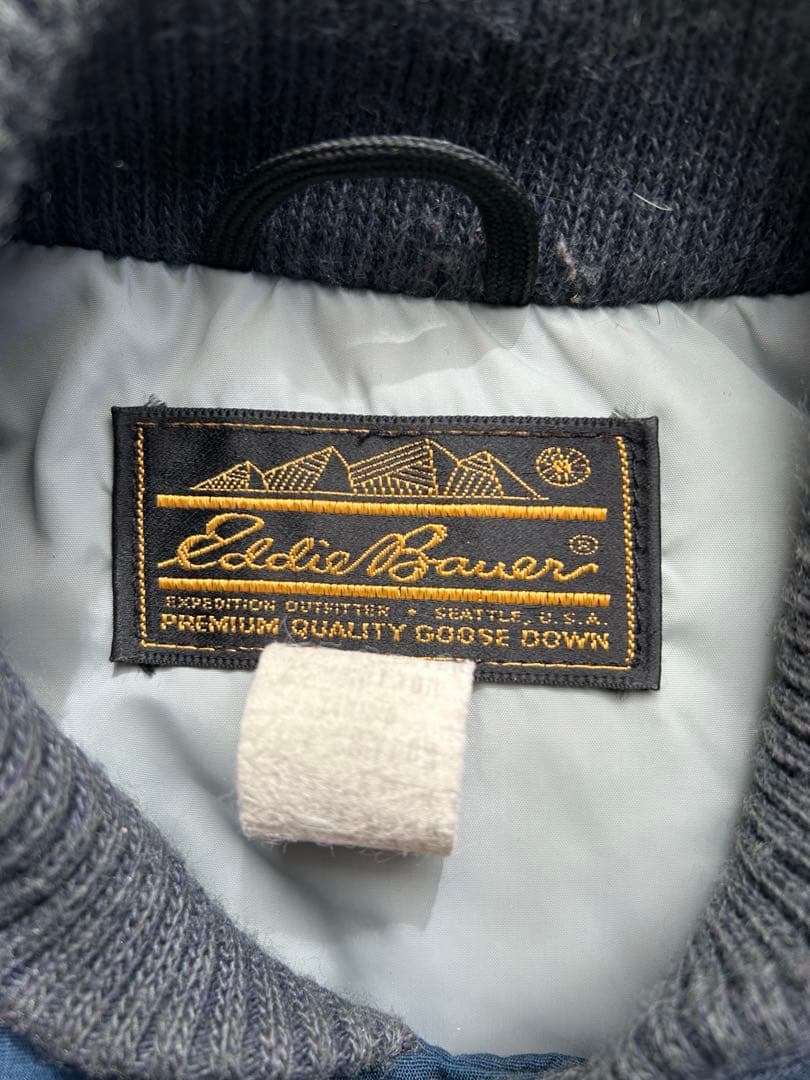 Eddie Bauer®
EXPEDITION OUTFITTER • SEATTLE, U.S.A.
PREMIUM QUALITY GOOSE DOWN